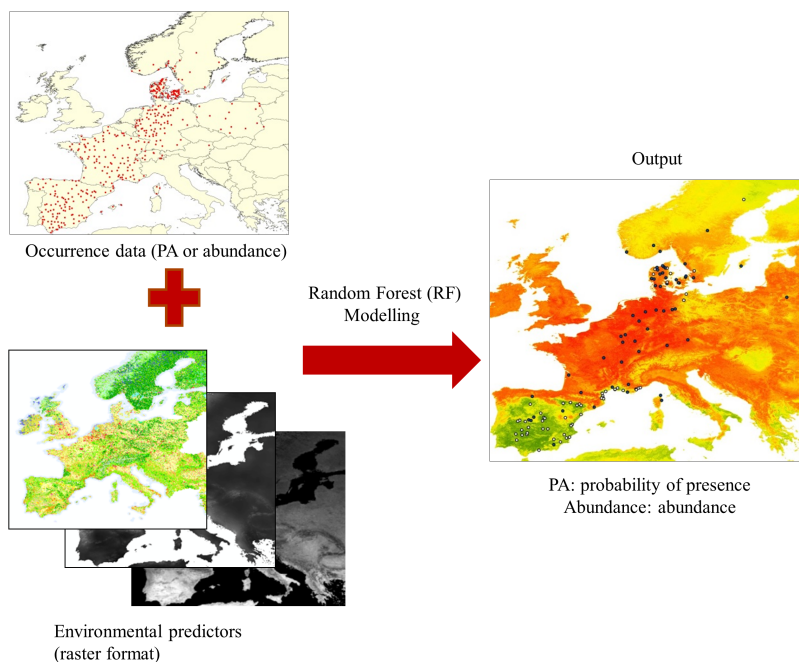 Occurrence data (PA or abundance)
Random Forest (RF)
Modelling
Output
PA: probability of presence
Abundance: abundance
Environmental predictors
(raster format)